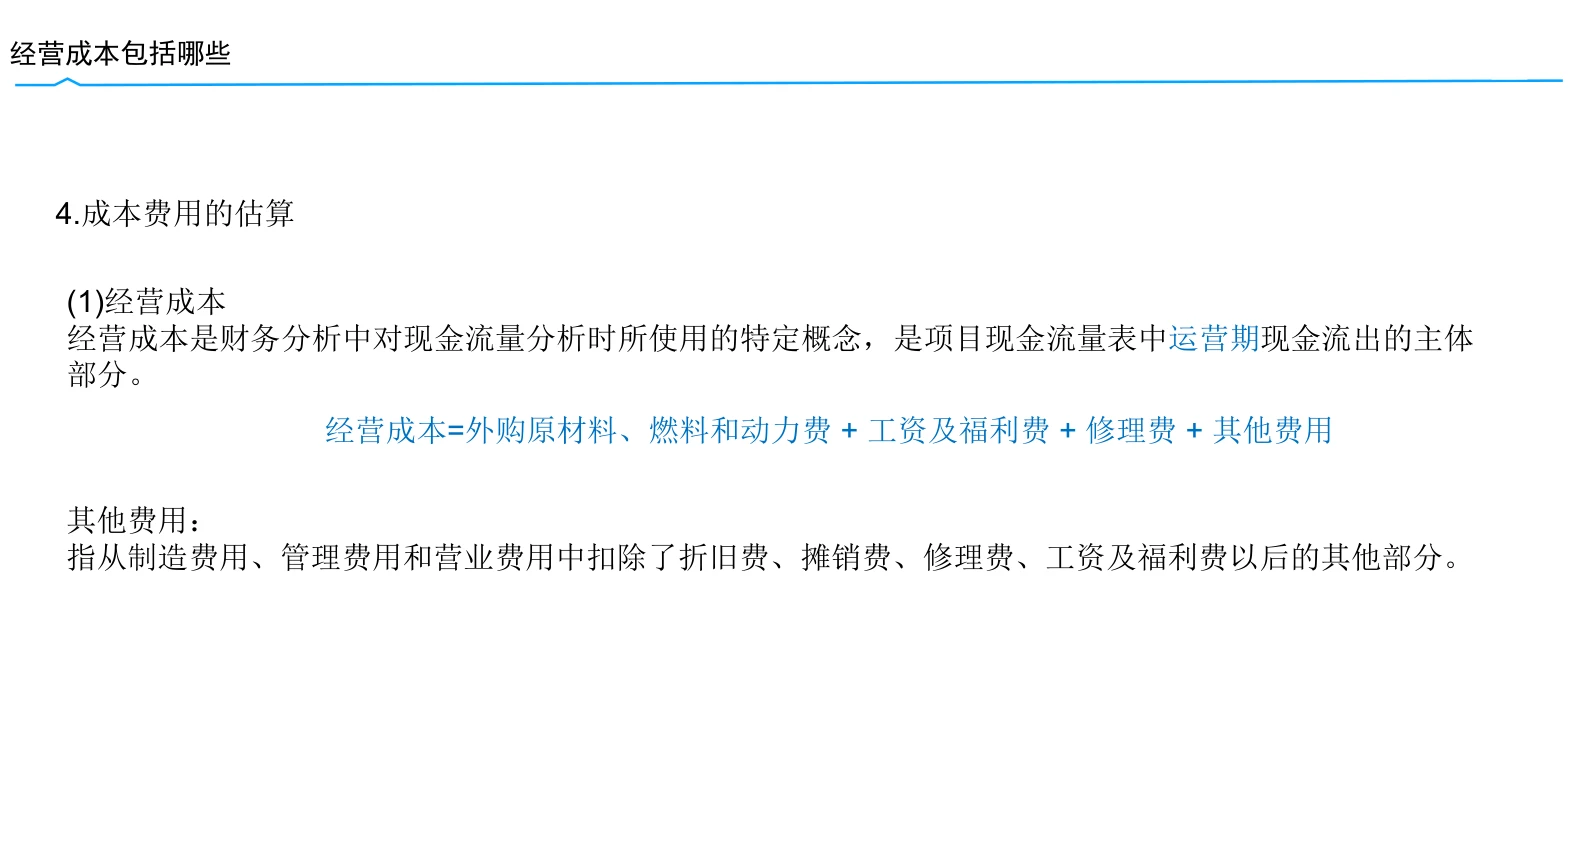 经营成本包括哪些
4.成本费用的估算
(1)经营成本
经营成本是财务分析中对现金流量分析时所使用的特定概念，是项目现金流量表中运营期现金流出的主体
部分。
经营成本=外购原材料、燃料和动力费 + 工资及福利费 + 修理费 + 其他费用
其他费用：
指从制造费用、管理费用和营业费用中扣除了折旧费、摊销费、修理费、工资及福利费以后的其他部分。